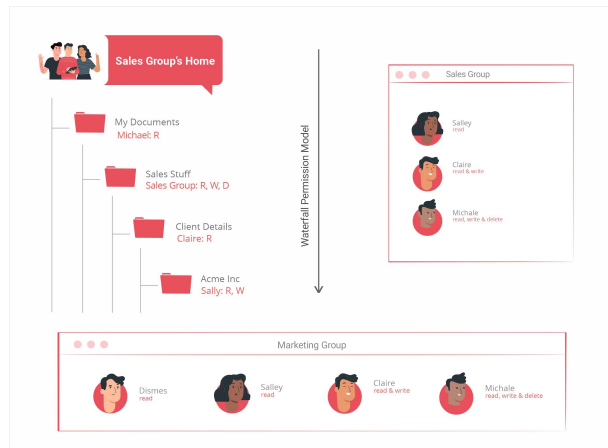 Sales Group's Home
My Documents
Michael: R
Sales Stuff
Sales Group: R, W, D
Client Details
Claire: R
Acme Inc
Sally: R, W
Waterfall Permission Model
Sales Group
Salley
read
Claire
read & write
Michale
read, write & delete
Marketing Group
Dismes
read
Salley
read
Claire
read & write
Michale
read, write & delete